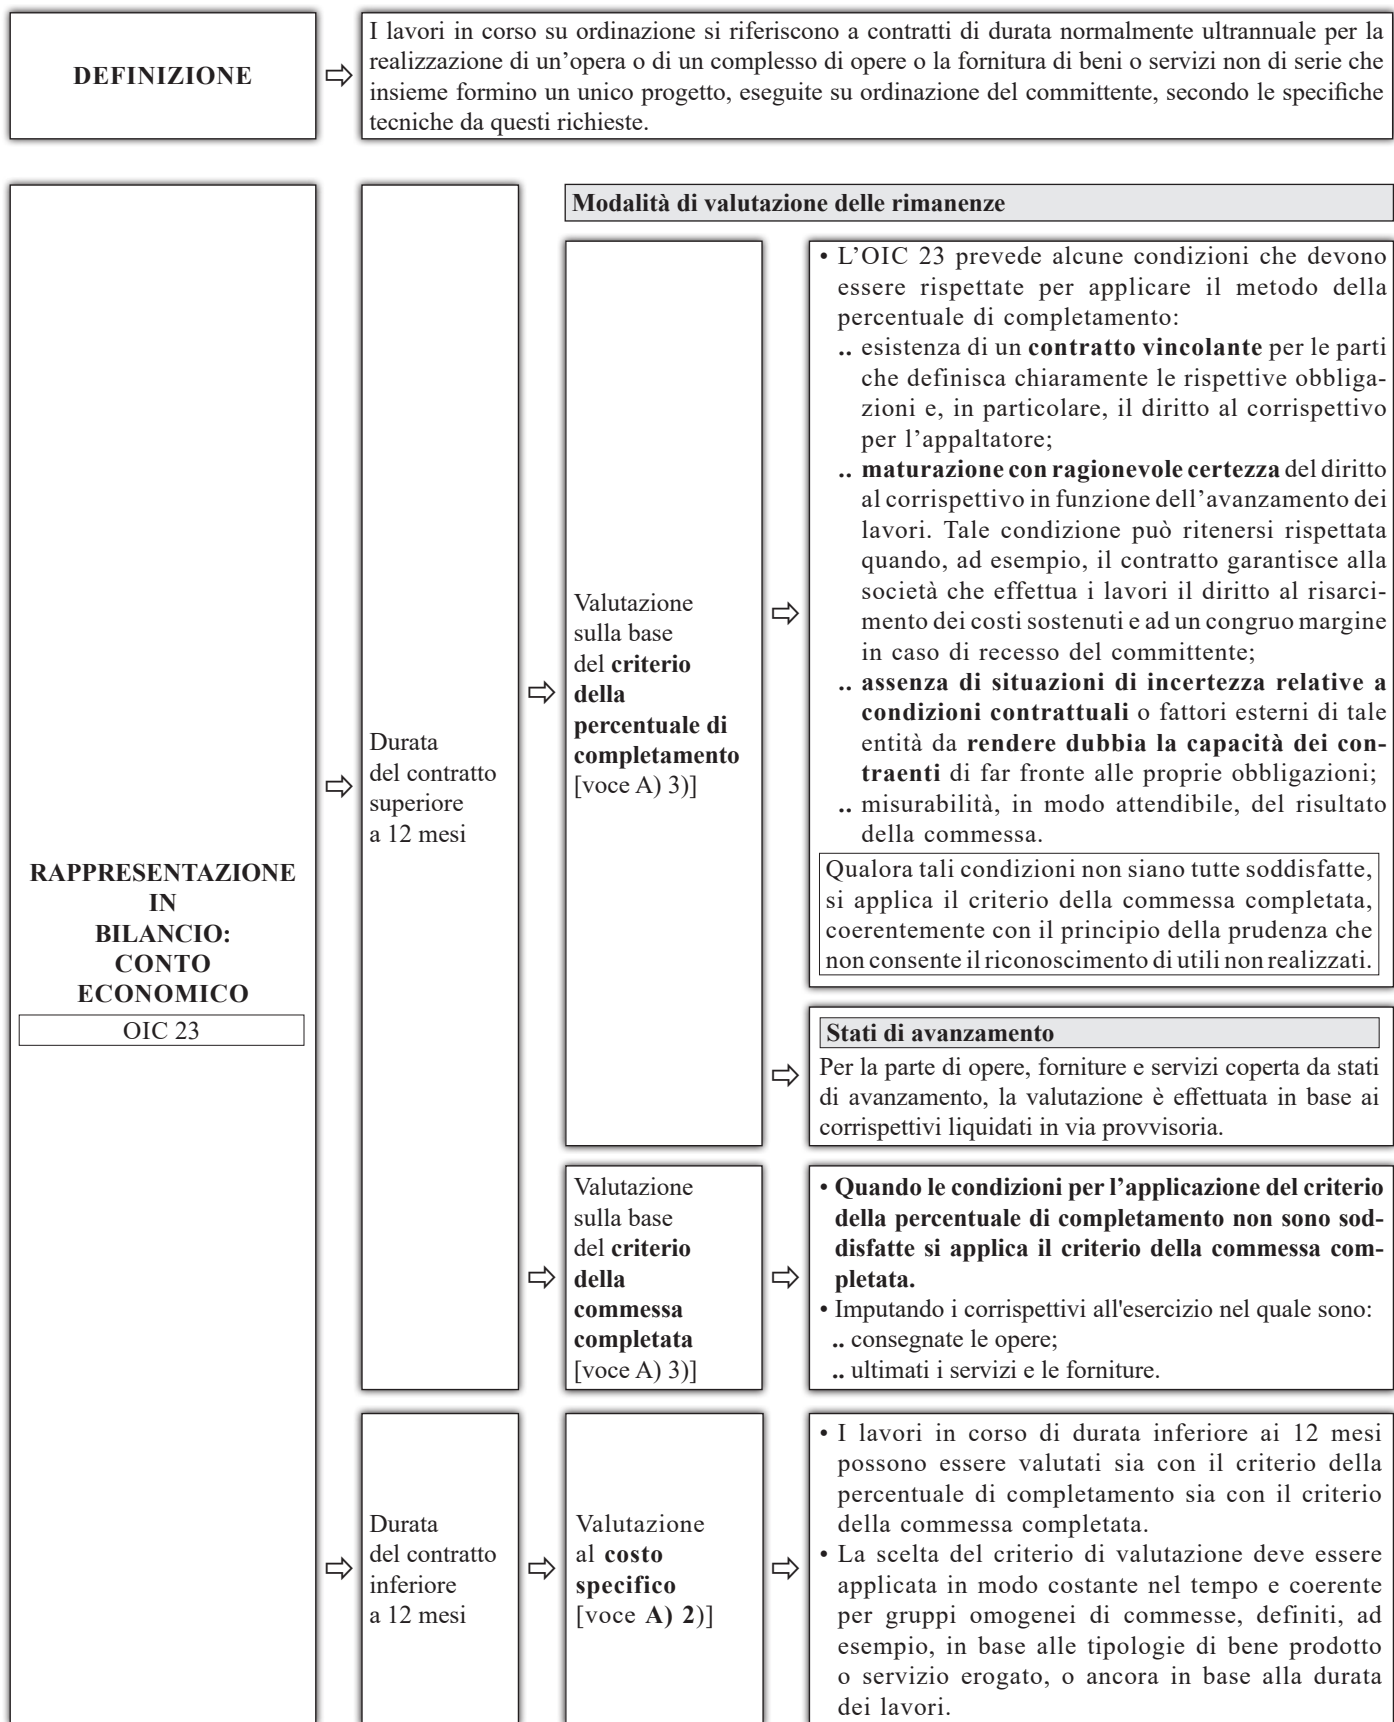 DEFINIZIONE
I lavori in corso su ordinazione si riferiscono a contratti di durata normalmente ultrannuale per la
realizzazione di un’opera o di un complesso di opere o la fornitura di beni o servizi non di serie che
insieme formino un unico progetto, eseguite su ordinazione del committente, secondo le specifiche
tecniche da questi richieste.
RAPPRESENTAZIONE
IN
BILANCIO:
CONTO
ECONOMICO
OIC 23
Durata
del contratto
superiore
a 12 mesi
Modalità di valutazione delle rimanenze
Valutazione
sulla base
del criterio
della
percentuale di
completamento
[voce A) 3)]
• L’OIC 23 prevede alcune condizioni che devono
essere rispettate per applicare il metodo della
percentuale di completamento:
.. esistenza di un contratto vincolante per le parti
che definisca chiaramente le rispettive obbliga-
zioni e, in particolare, il diritto al corrispettivo
per l’appaltatore;
.. maturazione con ragionevole certezza del diritto
al corrispettivo in funzione dell’avanzamento dei
lavori. Tale condizione può ritenersi rispettata
quando, ad esempio, il contratto garantisce alla
società che effettua i lavori il diritto al risarci-
mento dei costi sostenuti e ad un congruo margine
in caso di recesso del committente;
.. assenza di situazioni di incertezza relative a
condizioni contrattuali o fattori esterni di tale
entità da rendere dubbia la capacità dei con-
traenti di far fronte alle proprie obbligazioni;
.. misurabilità, in modo attendibile, del risultato
della commessa.
Qualora tali condizioni non siano tutte soddisfatte,
si applica il criterio della commessa completata,
coerentemente con il principio della prudenza che
non consente il riconoscimento di utili non realizzati.
Stati di avanzamento
Per la parte di opere, forniture e servizi coperta da stati
di avanzamento, la valutazione è effettuata in base ai
corrispettivi liquidati in via provvisoria.
Valutazione
sulla base
del criterio
della
commessa
completata
[voce A) 3)]
• Quando le condizioni per l’applicazione del criterio
della percentuale di completamento non sono sod-
disfatte si applica il criterio della commessa com-
pletata.
• Imputando i corrispettivi all'esercizio nel quale sono:
.. consegnate le opere;
.. ultimati i servizi e le forniture.
Durata
del contratto
inferiore
a 12 mesi
Valutazione
al costo
specifico
[voce A) 2)]
• I lavori in corso di durata inferiore ai 12 mesi
possono essere valutati sia con il criterio della
percentuale di completamento sia con il criterio
della commessa completata.
• La scelta del criterio di valutazione deve essere
applicata in modo costante nel tempo e coerente
per gruppi omogenei di commesse, definiti, ad
esempio, in base alle tipologie di bene prodotto
o servizio erogato, o ancora in base alla durata
dei lavori.